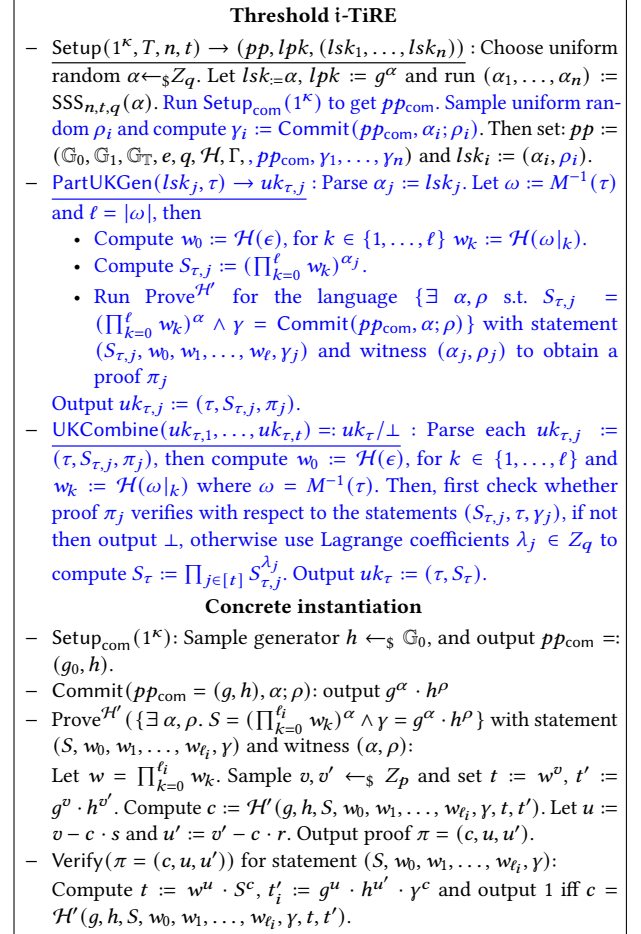 Threshold i-TiRE
– Setup(1^κ, T, n, t) → (pp, lpk, (lsk_1, . . . , lsk_n)) : Choose uniform
random α←_$Z_q. Let lsk_:=α, lpk := g^α and run (α_1, . . . , α_n) :=
SSS_{n,t,q}(α). Run Setup_com(1^κ) to get pp_com. Sample uniform ran-
dom ρ_i and compute γ_i := Commit(pp_com, α_i; ρ_i). Then set: pp :=
(𝔾_0, 𝔾_1, 𝔾_𝕋, e, q, ℋ, Γ, , pp_com, γ_1, . . . , γ_n) and lsk_i := (α_i, ρ_i).
– PartUKGen(lsk_j, τ) → uk_{τ,j} : Parse α_j := lsk_j. Let ω := M^{-1}(τ)
and ℓ = |ω|, then
• Compute w_0 := ℋ(ϵ), for k ∈ {1, . . . , ℓ} w_k := ℋ(ω|_k).
• Compute S_{τ,j} := (∏_{k=0}^ℓ w_k)^{α_j}.
• Run Prove^{ℋ'} for the language {∃ α, ρ s.t. S_{τ,j} =
(∏_{k=0}^ℓ w_k)^α ∧ γ = Commit(pp_com, α; ρ)} with statement
(S_{τ,j}, w_0, w_1, . . . , w_ℓ, γ_j) and witness (α_j, ρ_j) to obtain a
proof π_j
Output uk_{τ,j} := (τ, S_{τ,j}, π_j).
– UKCombine(uk_{τ,1}, . . . , uk_{τ,t}) =: uk_τ/⊥ : Parse each uk_{τ,j} :=
(τ, S_{τ,j}, π_j), then compute w_0 := ℋ(ϵ), for k ∈ {1, . . . , ℓ} and
w_k := ℋ(ω|_k) where ω = M^{-1}(τ). Then, first check whether
proof π_j verifies with respect to the statements (S_{τ,j}, τ, γ_j), if not
then output ⊥, otherwise use Lagrange coefficients λ_j ∈ Z_q to
compute S_τ := ∏_{j∈[t]} S_{τ,j}^{λ_j}. Output uk_τ := (τ, S_τ).
Concrete instantiation
– Setup_com(1^κ): Sample generator h ←_$ 𝔾_0, and output pp_com =:
(g_0, h).
– Commit(pp_com = (g, h), α; ρ): output g^α · h^ρ
– Prove^{ℋ'}({∃ α, ρ. S = (∏_{k=0}^{ℓ_i} w_k)^α ∧ γ = g^α · h^ρ} with statement
(S, w_0, w_1, . . . , w_{ℓ_i}, γ) and witness (α, ρ):
Let w = ∏_{k=0}^{ℓ_i} w_k. Sample v, v' ←_$ Z_p and set t := w^v, t' :=
g^v · h^{v'}. Compute c := ℋ'(g, h, S, w_0, w_1, . . . , w_{ℓ_i}, γ, t, t'). Let u :=
v − c · s and u' := v' − c · r. Output proof π = (c, u, u').
– Verify(π = (c, u, u') for statement (S, w_0, w_1, . . . , w_{ℓ_i}, γ):
Compute t := w^u · S^c, t'_i := g^u · h^{u'} · γ^c and output 1 iff c =
ℋ'(g, h, S, w_0, w_1, . . . , w_{ℓ_i}, γ, t, t').